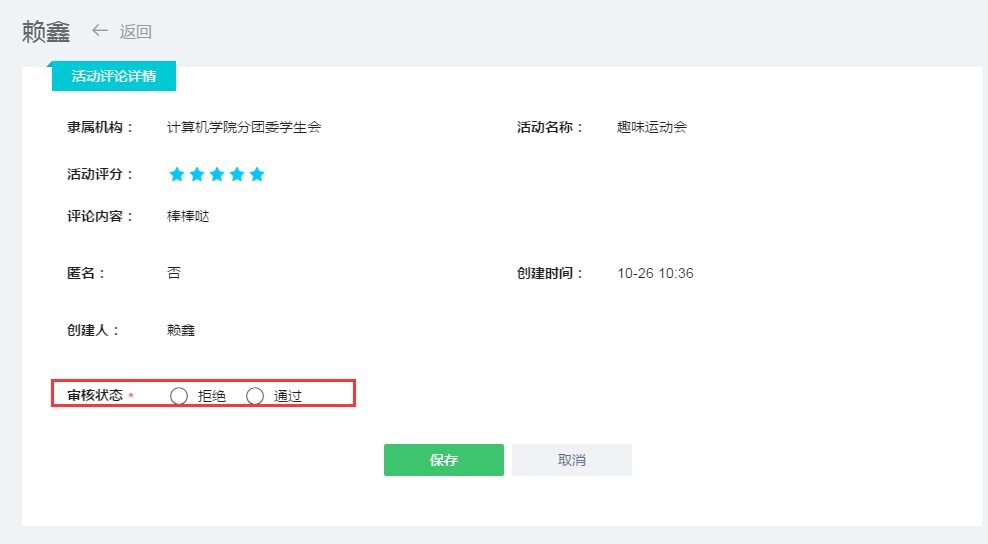 赖鑫 返回
活动评论详情
隶属机构： 计算机学院分团委学生会 活动名称： 趣味运动会
活动评分：
评论内容： 棒棒哒
匿名： 否 创建时间： 10-26 10:36
创建人： 赖鑫
审核状态 * 拒绝 通过
保存 取消